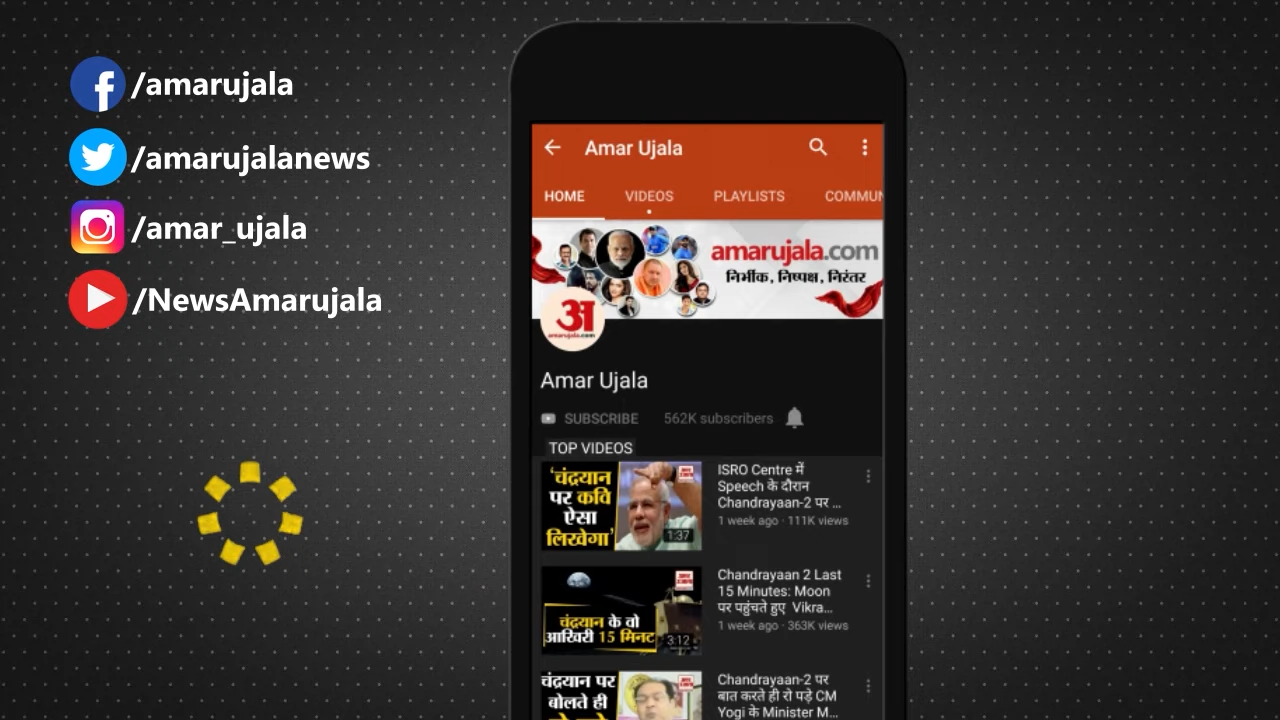 /amarujala
/amarujalanews
/amar_ujala
/NewsAmarujala
Amar Ujala
HOME VIDEOS PLAYLISTS COMMUN
amarujala.com
निर्भीक, निष्पक्ष, निरंतर
अ
amarujala.com
Amar Ujala
SUBSCRIBE 562K subscribers
TOP VIDEOS
'चंद्रयान
पर कवि
ऐसा
लिखेगा'
1:37
ISRO Centre में
Speech के दौरान
Chandrayaan-2 पर ...
1 week ago · 111K views
चंद्रयान के वो
आखिरी 15 मिनट
3:12
Chandrayaan 2 Last
15 Minutes: Moon
पर पहुंचते हुए Vikra...
1 week ago · 363K views
चंद्रयान पर
बोलते ही
Chandrayaan-2 पर
बात करते ही रो पड़े CM
Yogi के Minister M...